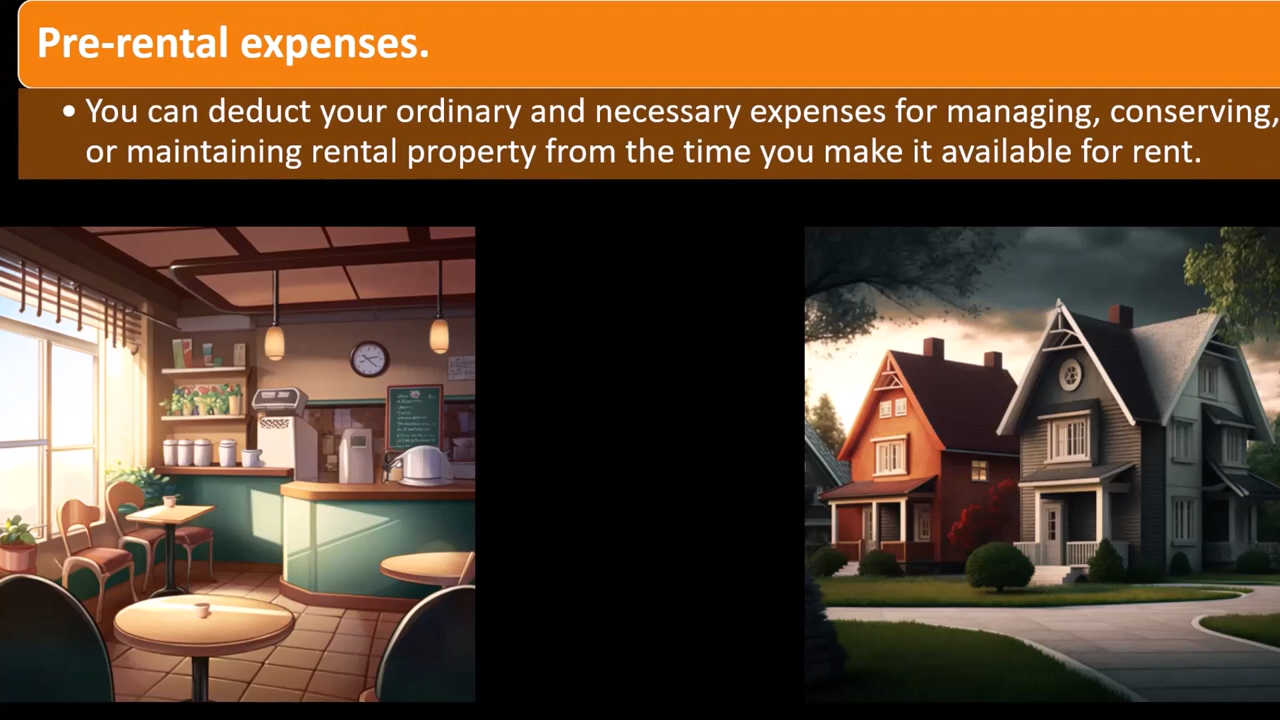 Pre-rental expenses.
• You can deduct your ordinary and necessary expenses for managing, conserving,
or maintaining rental property from the time you make it available for rent.